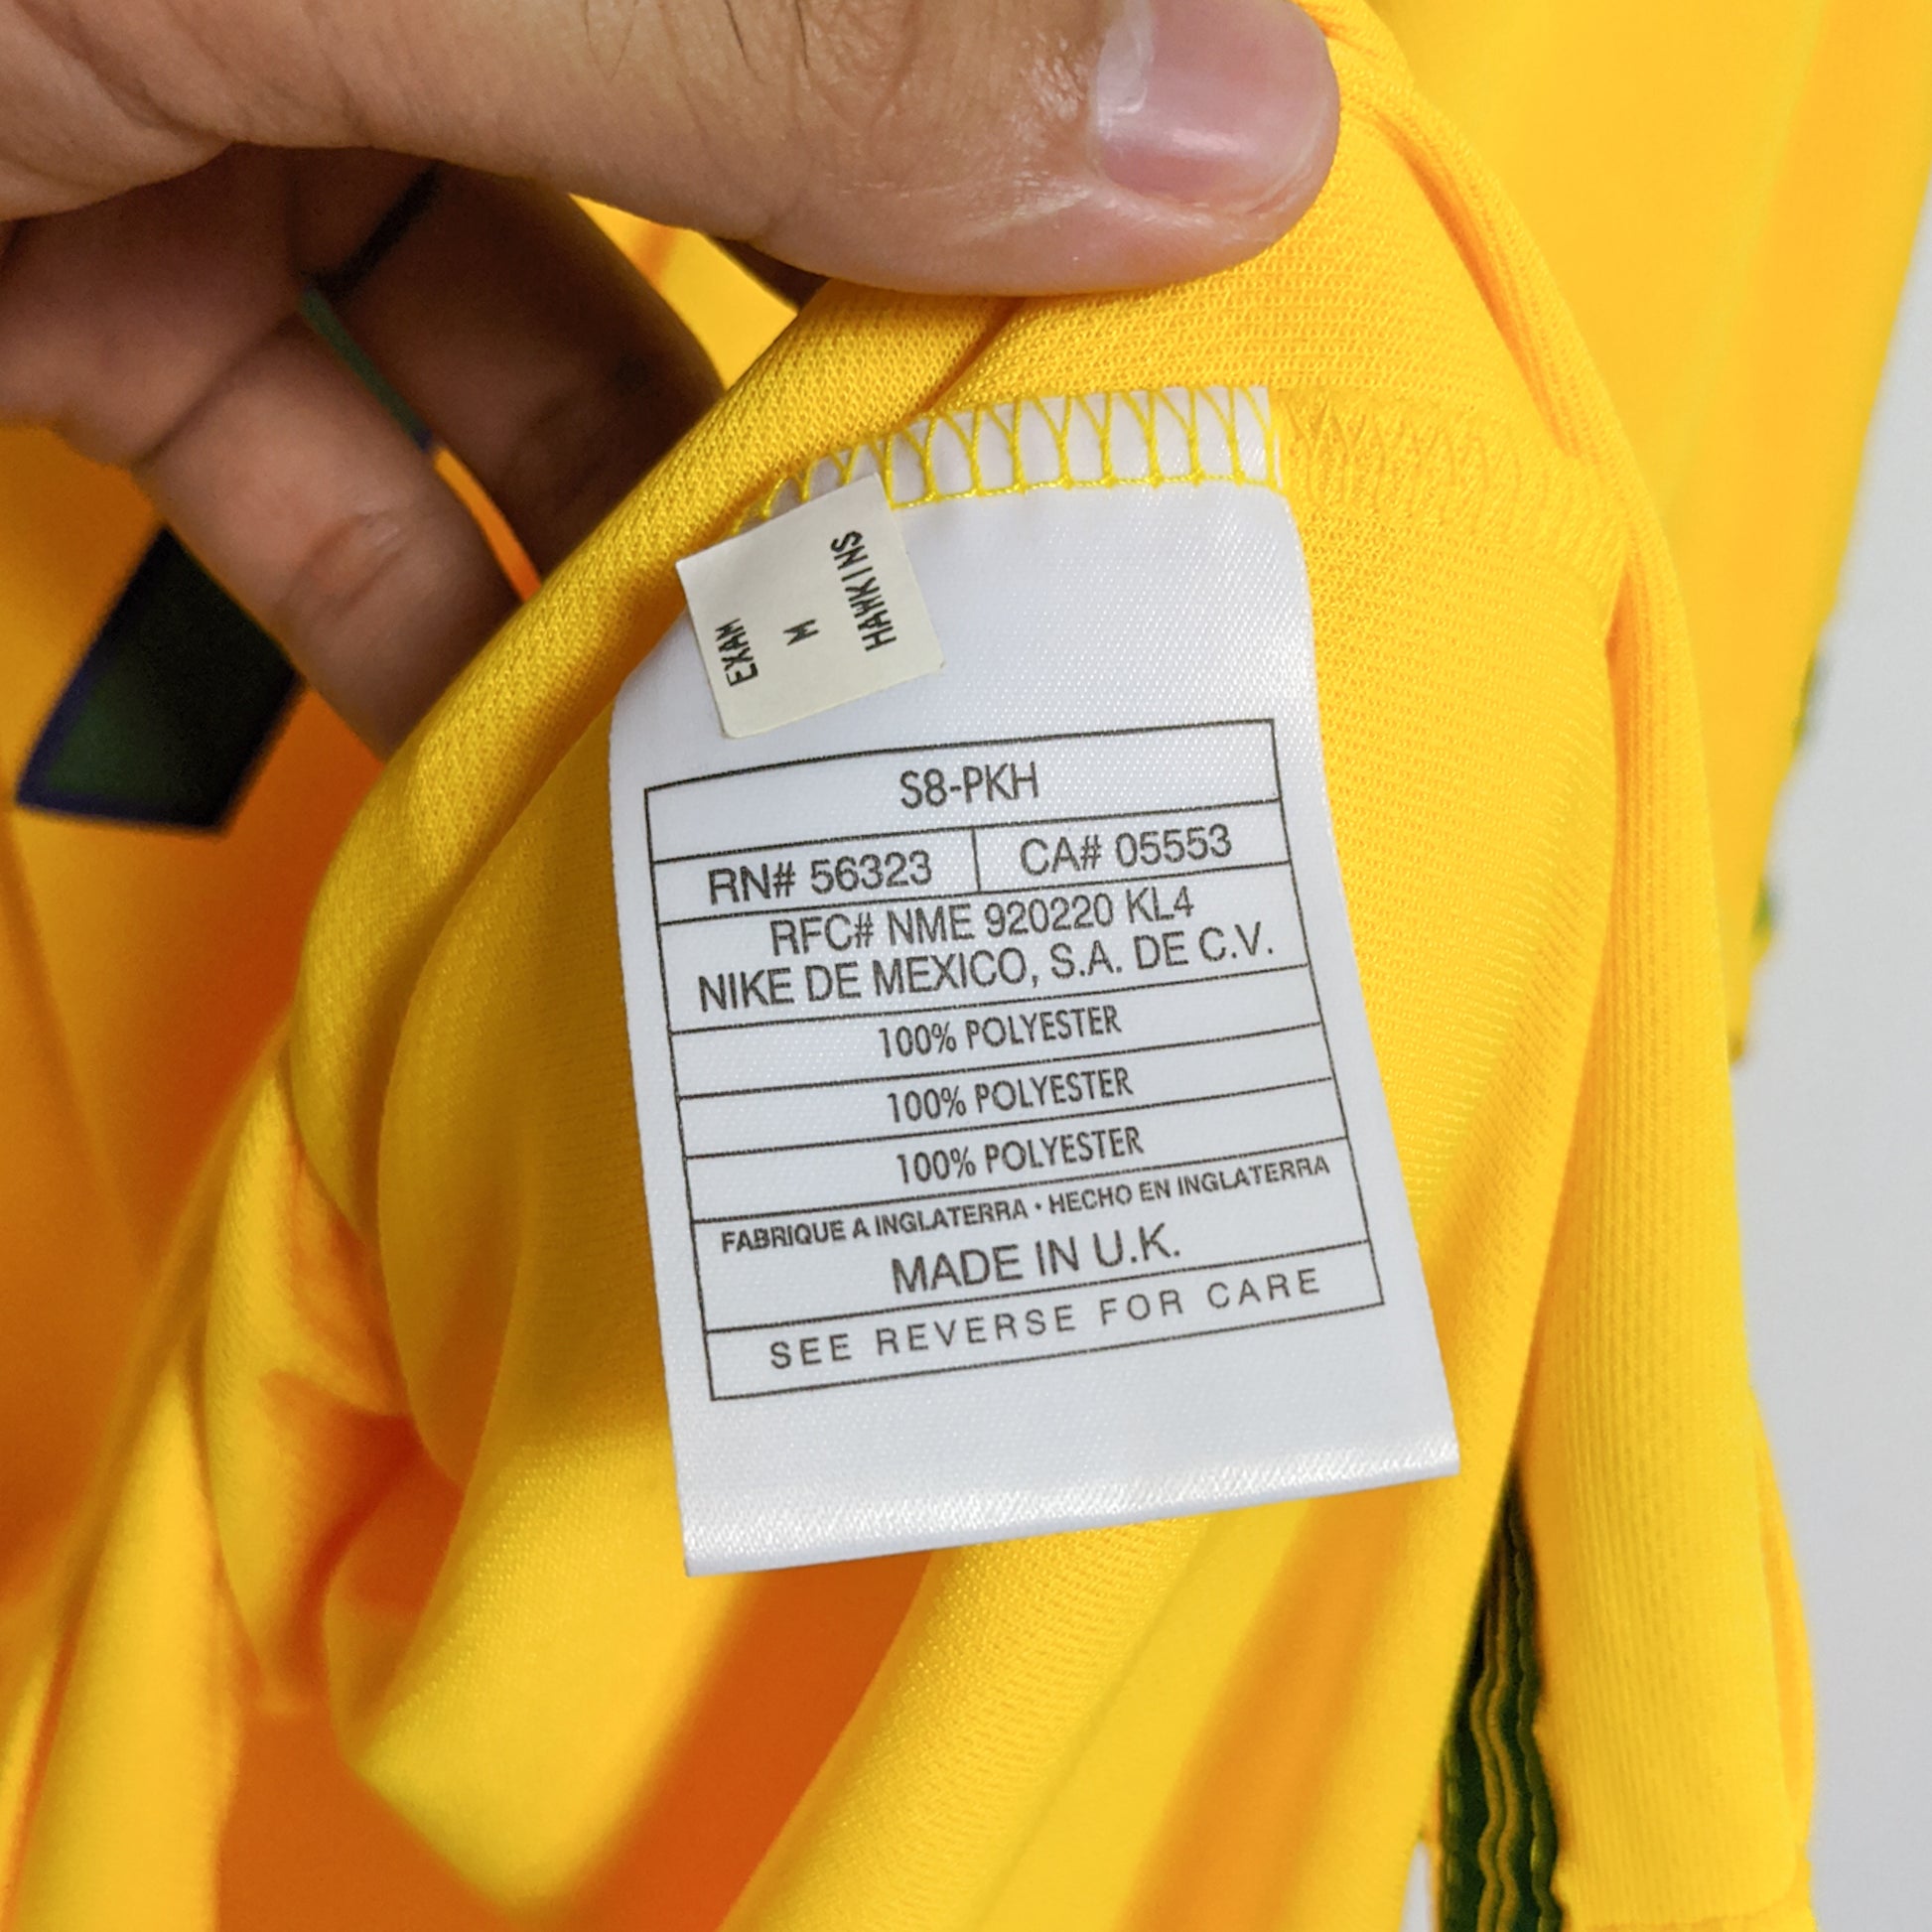 EXAM
M
HAWKINS
S8-PKH
RN# 56323 CA# 05553
RFC# NME 920220 KL4
NIKE DE MEXICO, S.A. DE C.V.
100% POLYESTER
100% POLYESTER
100% POLYESTER
FABRIQUE A INGLATERRA • HECHO EN INGLATERRA
MADE IN U.K.
SEE REVERSE FOR CARE